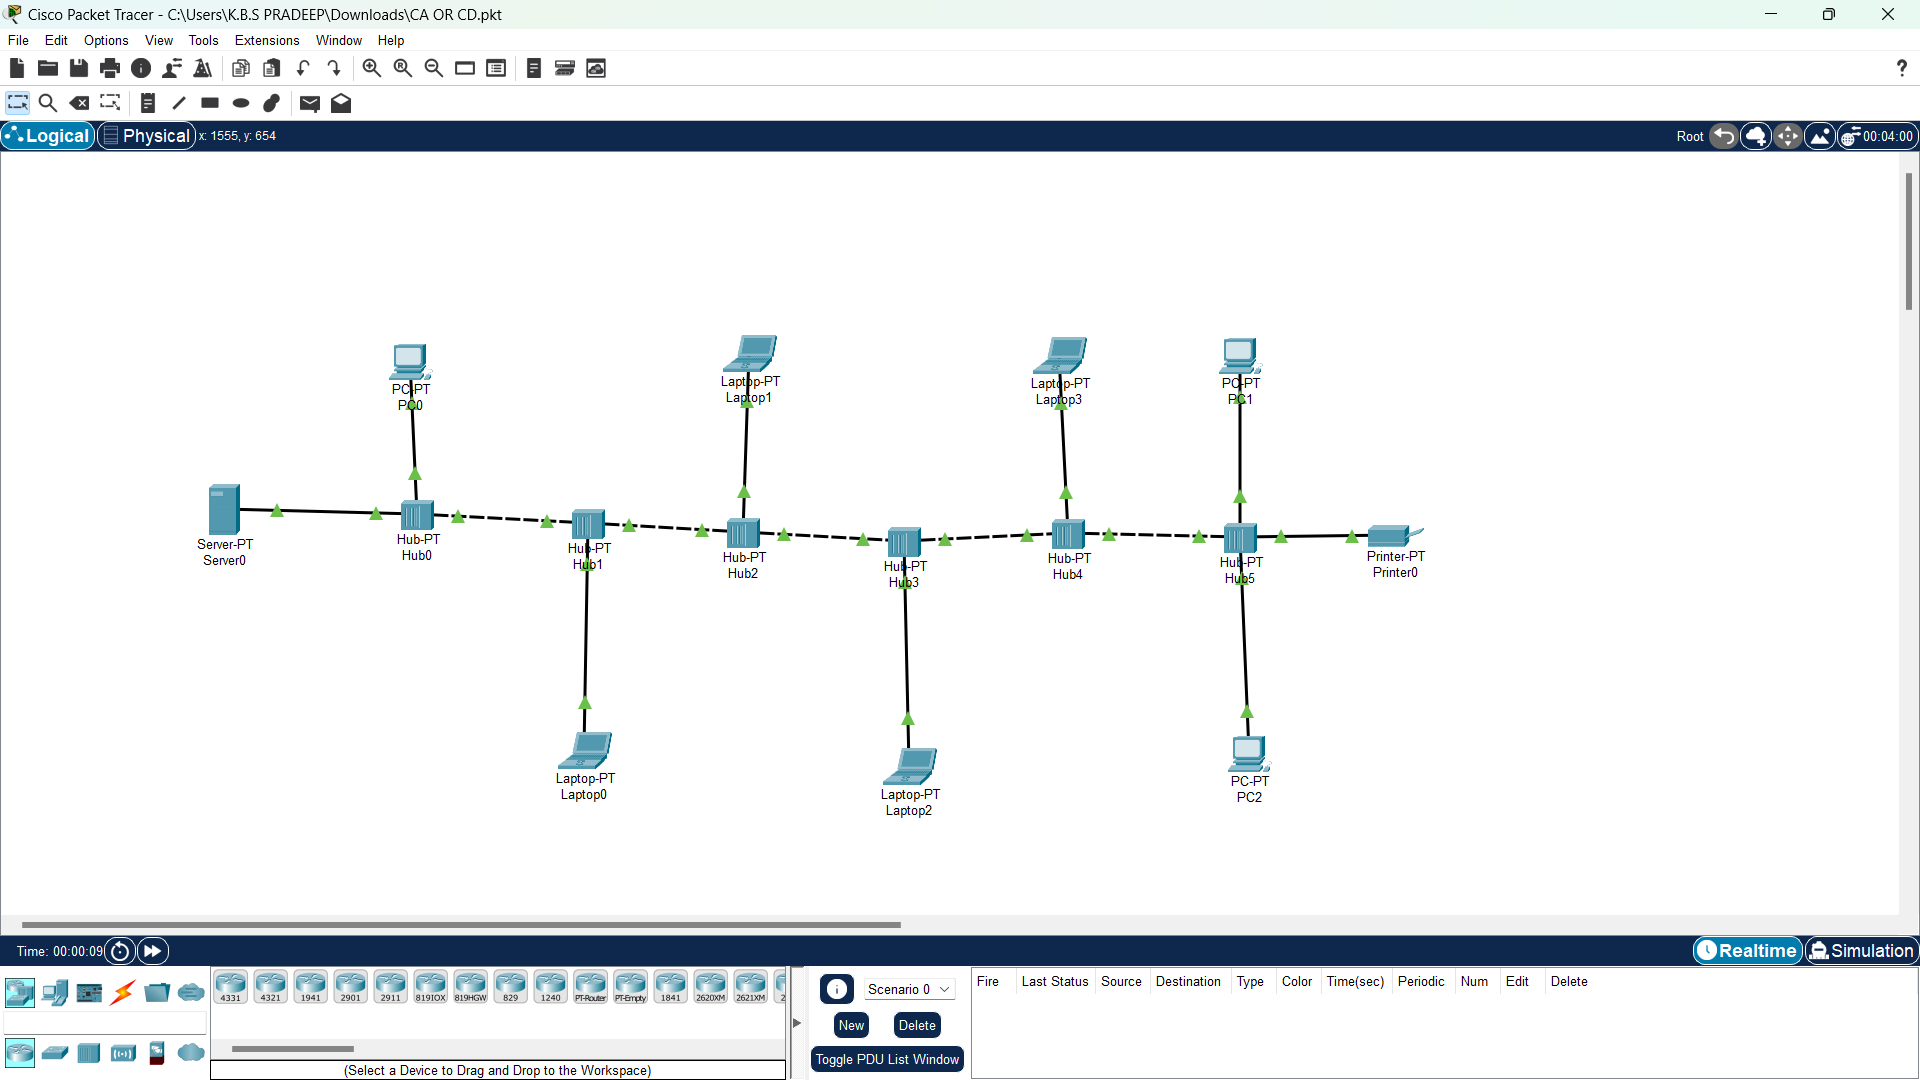 Cisco Packet Tracer - C:\Users\K.B.S PRADEEP\Downloads\CA OR CD.pkt
File Edit Options View Tools Extensions Window Help
?
Logical Physical x: 1555, y: 654 Root 00:04:00
PC-PT
PC0
Laptop-PT
Laptop1
Laptop-PT
Laptop3
PC-PT
PC1
Server-PT
Server0
Hub-PT
Hub0
Hub-PT
Hub1
Hub-PT
Hub2
Hub-PT
Hub3
Hub-PT
Hub4
Hub-PT
Hub5
Printer-PT
Printer0
Laptop-PT
Laptop0
Laptop-PT
Laptop2
PC-PT
PC2
Time: 00:00:09 Realtime Simulation
4331 4321 1941 2901 2911 819IOX 819HGW 829 1240 PT-Router PT-Empty 1841 2620XM 2621XM 2
(Select a Device to Drag and Drop to the Workspace)
Scenario 0
New Delete
Toggle PDU List Window
Fire Last Status Source Destination Type Color Time(sec) Periodic Num Edit Delete